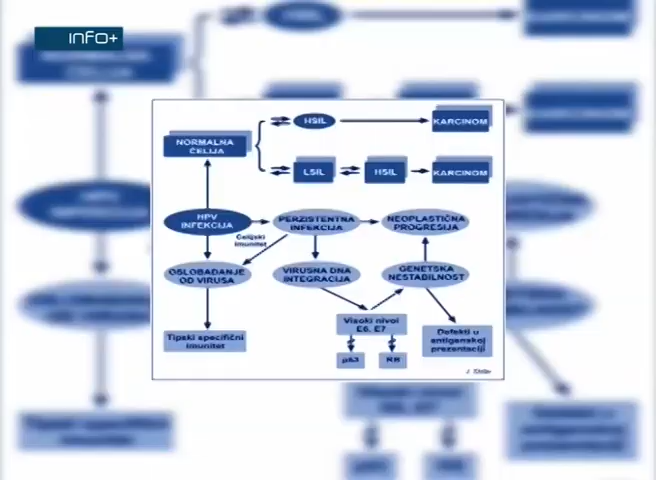 INFO+
HSIL
KARCINOM
NORMALNA
ĆELIJA
LSIL
HSIL
KARCINOM
HPV
INFEKCIJA
PERZISTENTNA
INFEKCIJA
NEOPLASTIČNA
PROGRESIJA
Ćelijski
imunitet
OSLOBAĐANJE
OD VIRUSA
VIRUSNA DNA
INTEGRACIJA
GENETSKA
NESTABILNOST
Visoki nivoi
E6, E7
Tipski specifični
imunitet
Defekti u
antigenskoj
prezentaciji
p53
RB